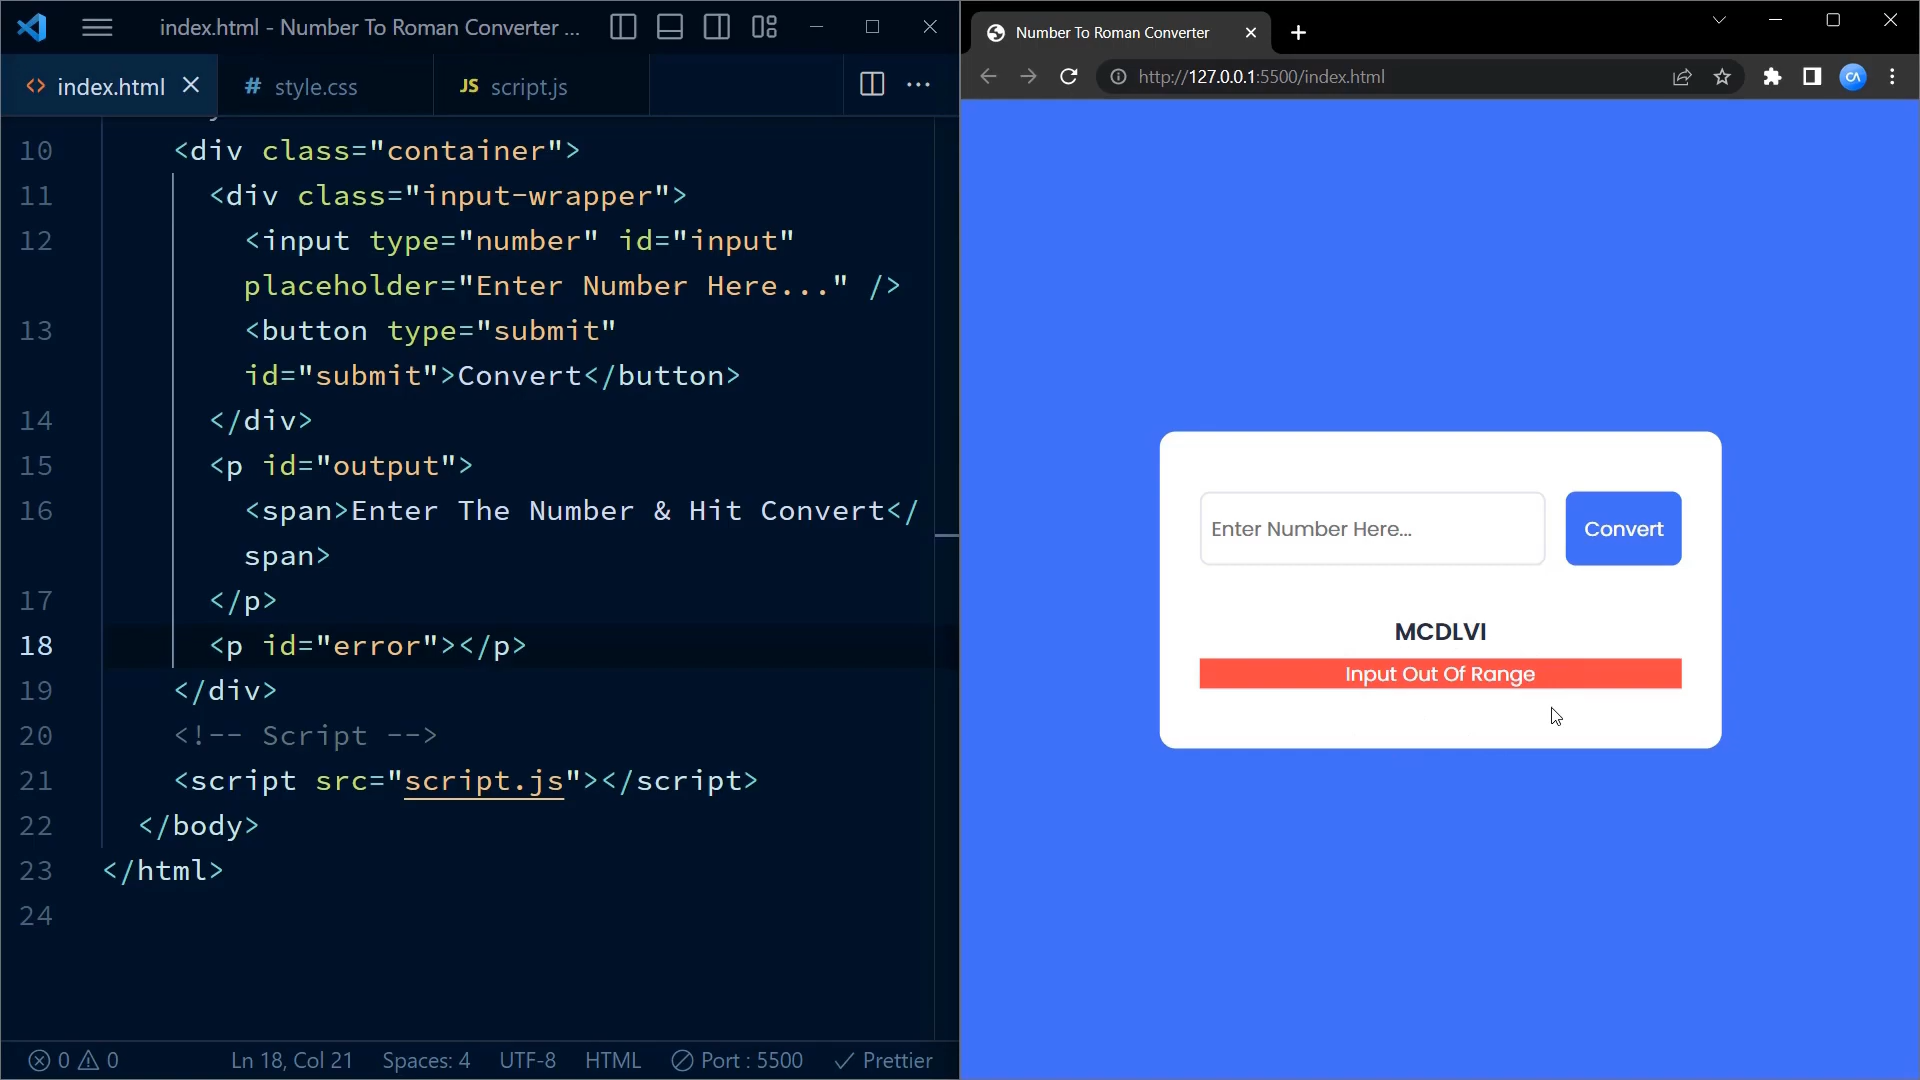 index.html - Number To Roman Converter ...
index.html
# style.css
JS script.js
10 <div class="container">
11 <div class="input-wrapper">
12 <input type="number" id="input"
placeholder="Enter Number Here..." />
13 <button type="submit"
id="submit">Convert</button>
14 </div>
15 <p id="output">
16 <span>Enter The Number & Hit Convert</
span>
17 </p>
18 <p id="error"></p>
19 </div>
20 <!-- Script -->
21 <script src="script.js"></script>
22 </body>
23 </html>
24
0 0 Ln 18, Col 21 Spaces: 4 UTF-8 HTML Port : 5500 Prettier
Number To Roman Converter
http://127.0.0.1:5500/index.html
CA
Enter Number Here...
Convert
MCDLVI
Input Out Of Range